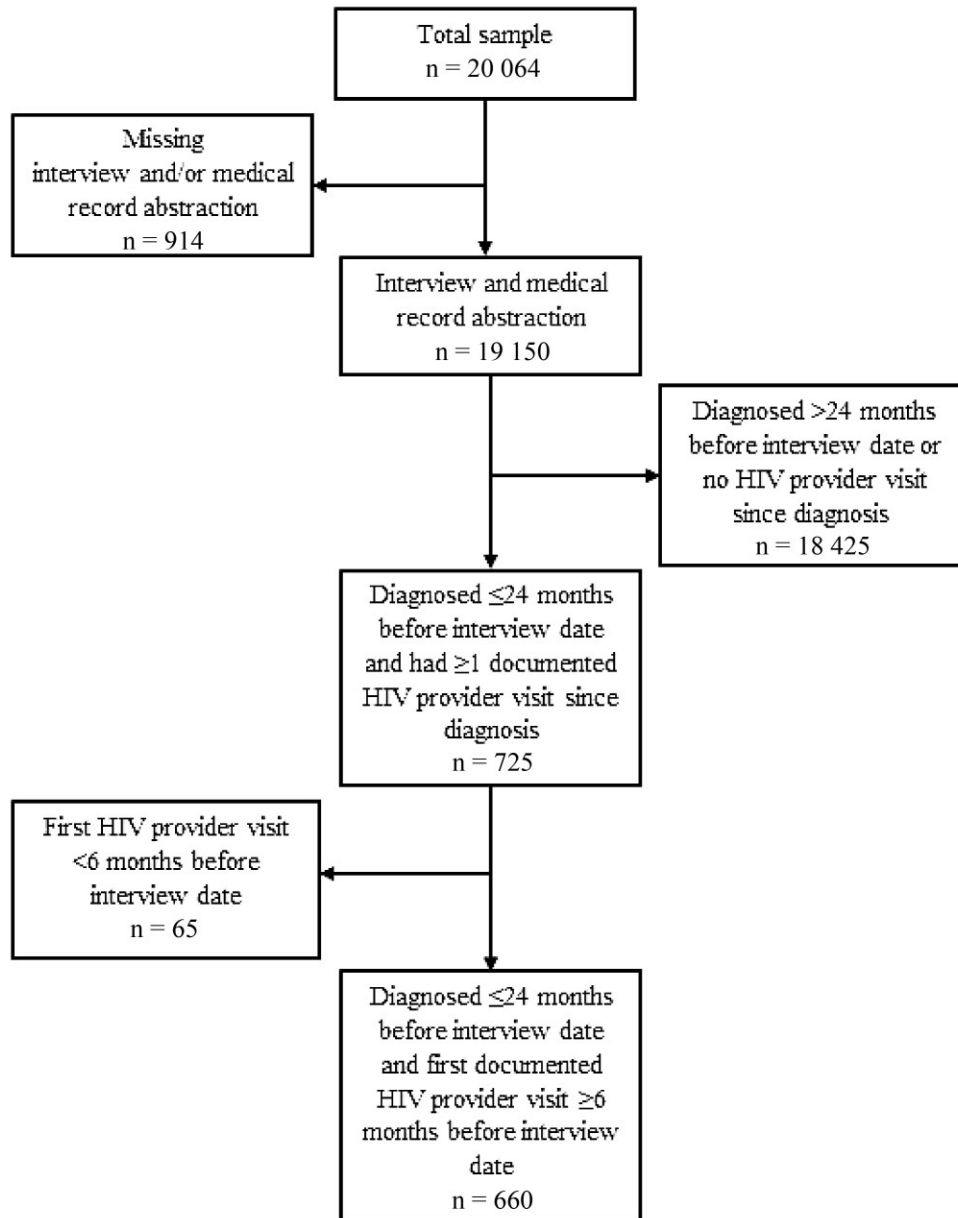 Total sample
n = 20 064
Missing
interview and/or medical
record abstraction
n = 914
Interview and medical
record abstraction
n = 19 150
Diagnosed >24 months
before interview date or
no HIV provider visit
since diagnosis
n = 18 425
Diagnosed ≤24 months
before interview date
and had ≥1 documented
HIV provider visit since
diagnosis
n = 725
First HIV provider visit
<6 months before
interview date
n = 65
Diagnosed ≤24 months
before interview date
and first documented
HIV provider visit ≥6
months before interview
date
n = 660